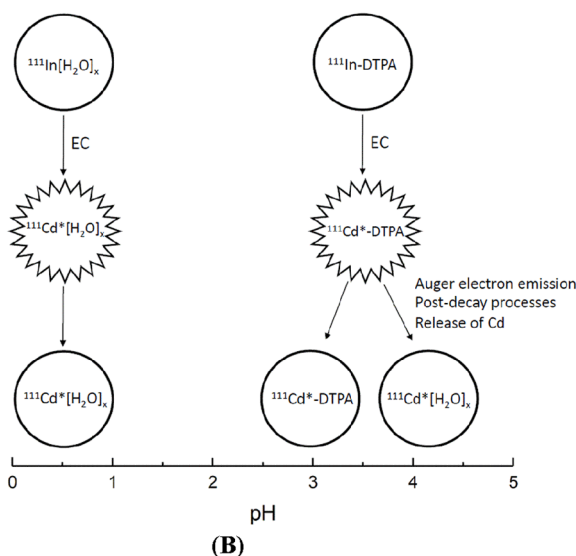 ¹¹¹In[H₂O]ₓ
¹¹¹In-DTPA
EC
EC
¹¹¹Cd*[H₂O]ₓ
¹¹¹Cd*-DTPA
Auger electron emission
Post-decay processes
Release of Cd
¹¹¹Cd*[H₂O]ₓ
¹¹¹Cd*-DTPA
¹¹¹Cd*[H₂O]ₓ
0 1 2 3 4 5
pH
(B)